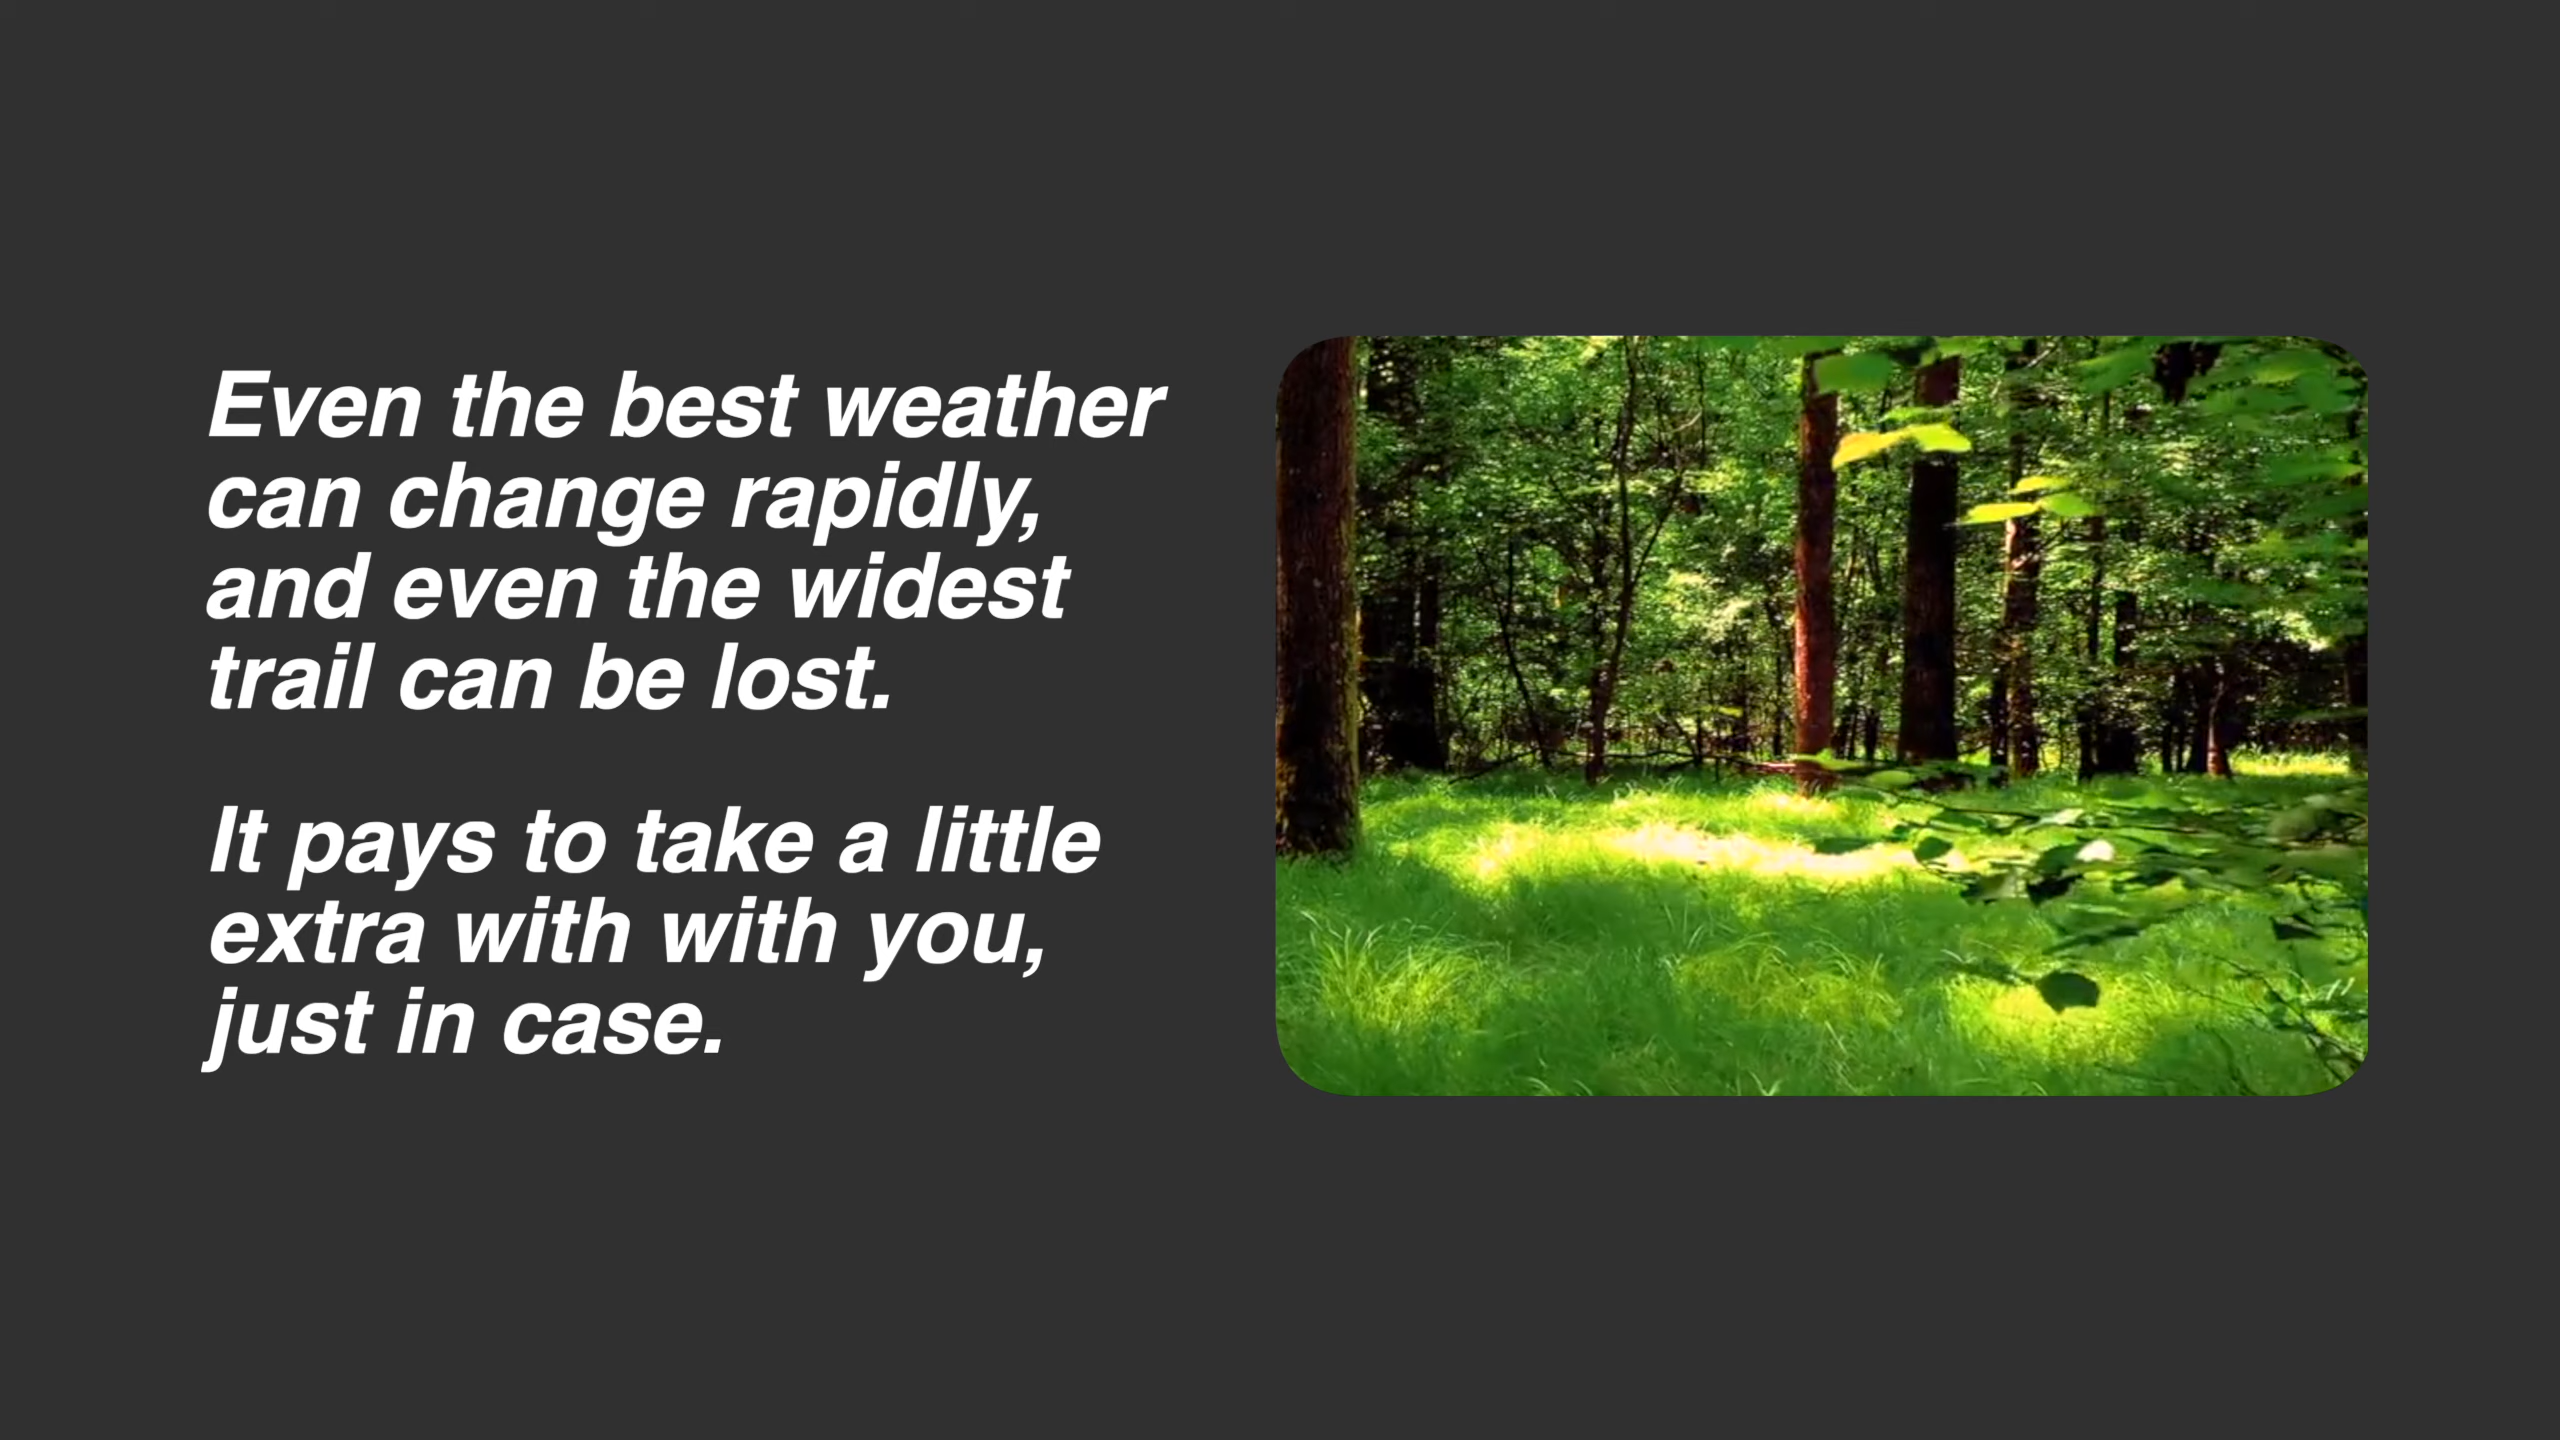 Even the best weather
can change rapidly,
and even the widest
trail can be lost.
It pays to take a little
extra with with you,
just in case.